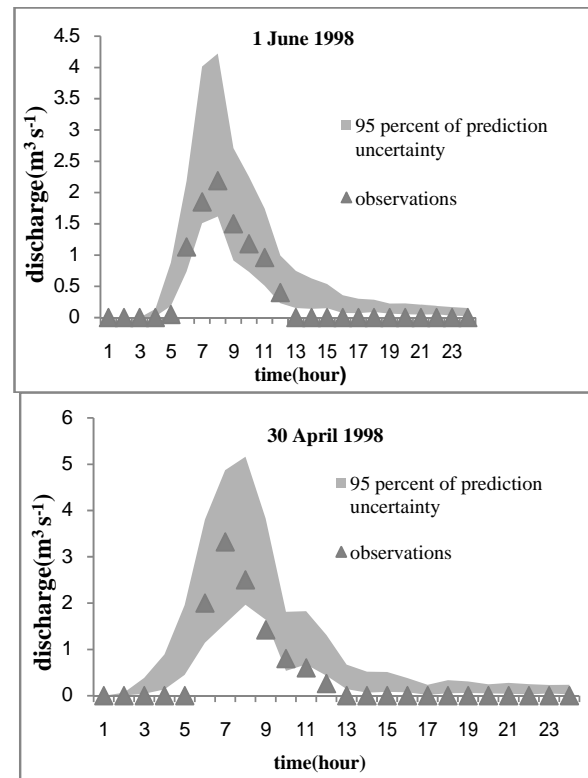 1 June 1998
4.5
4
3.5
3
2.5
2
1.5
1
0.5
0
discharge(m³ s⁻¹)
95 percent of prediction
uncertainty
observations
1 3 5 7 9 11 13 15 17 19 21 23
time(hour)
30 April 1998
6
5
4
3
2
1
0
discharge(m³ s⁻¹)
95 percent of prediction
uncertainty
observations
1 3 5 7 9 11 13 15 17 19 21 23
time(hour)